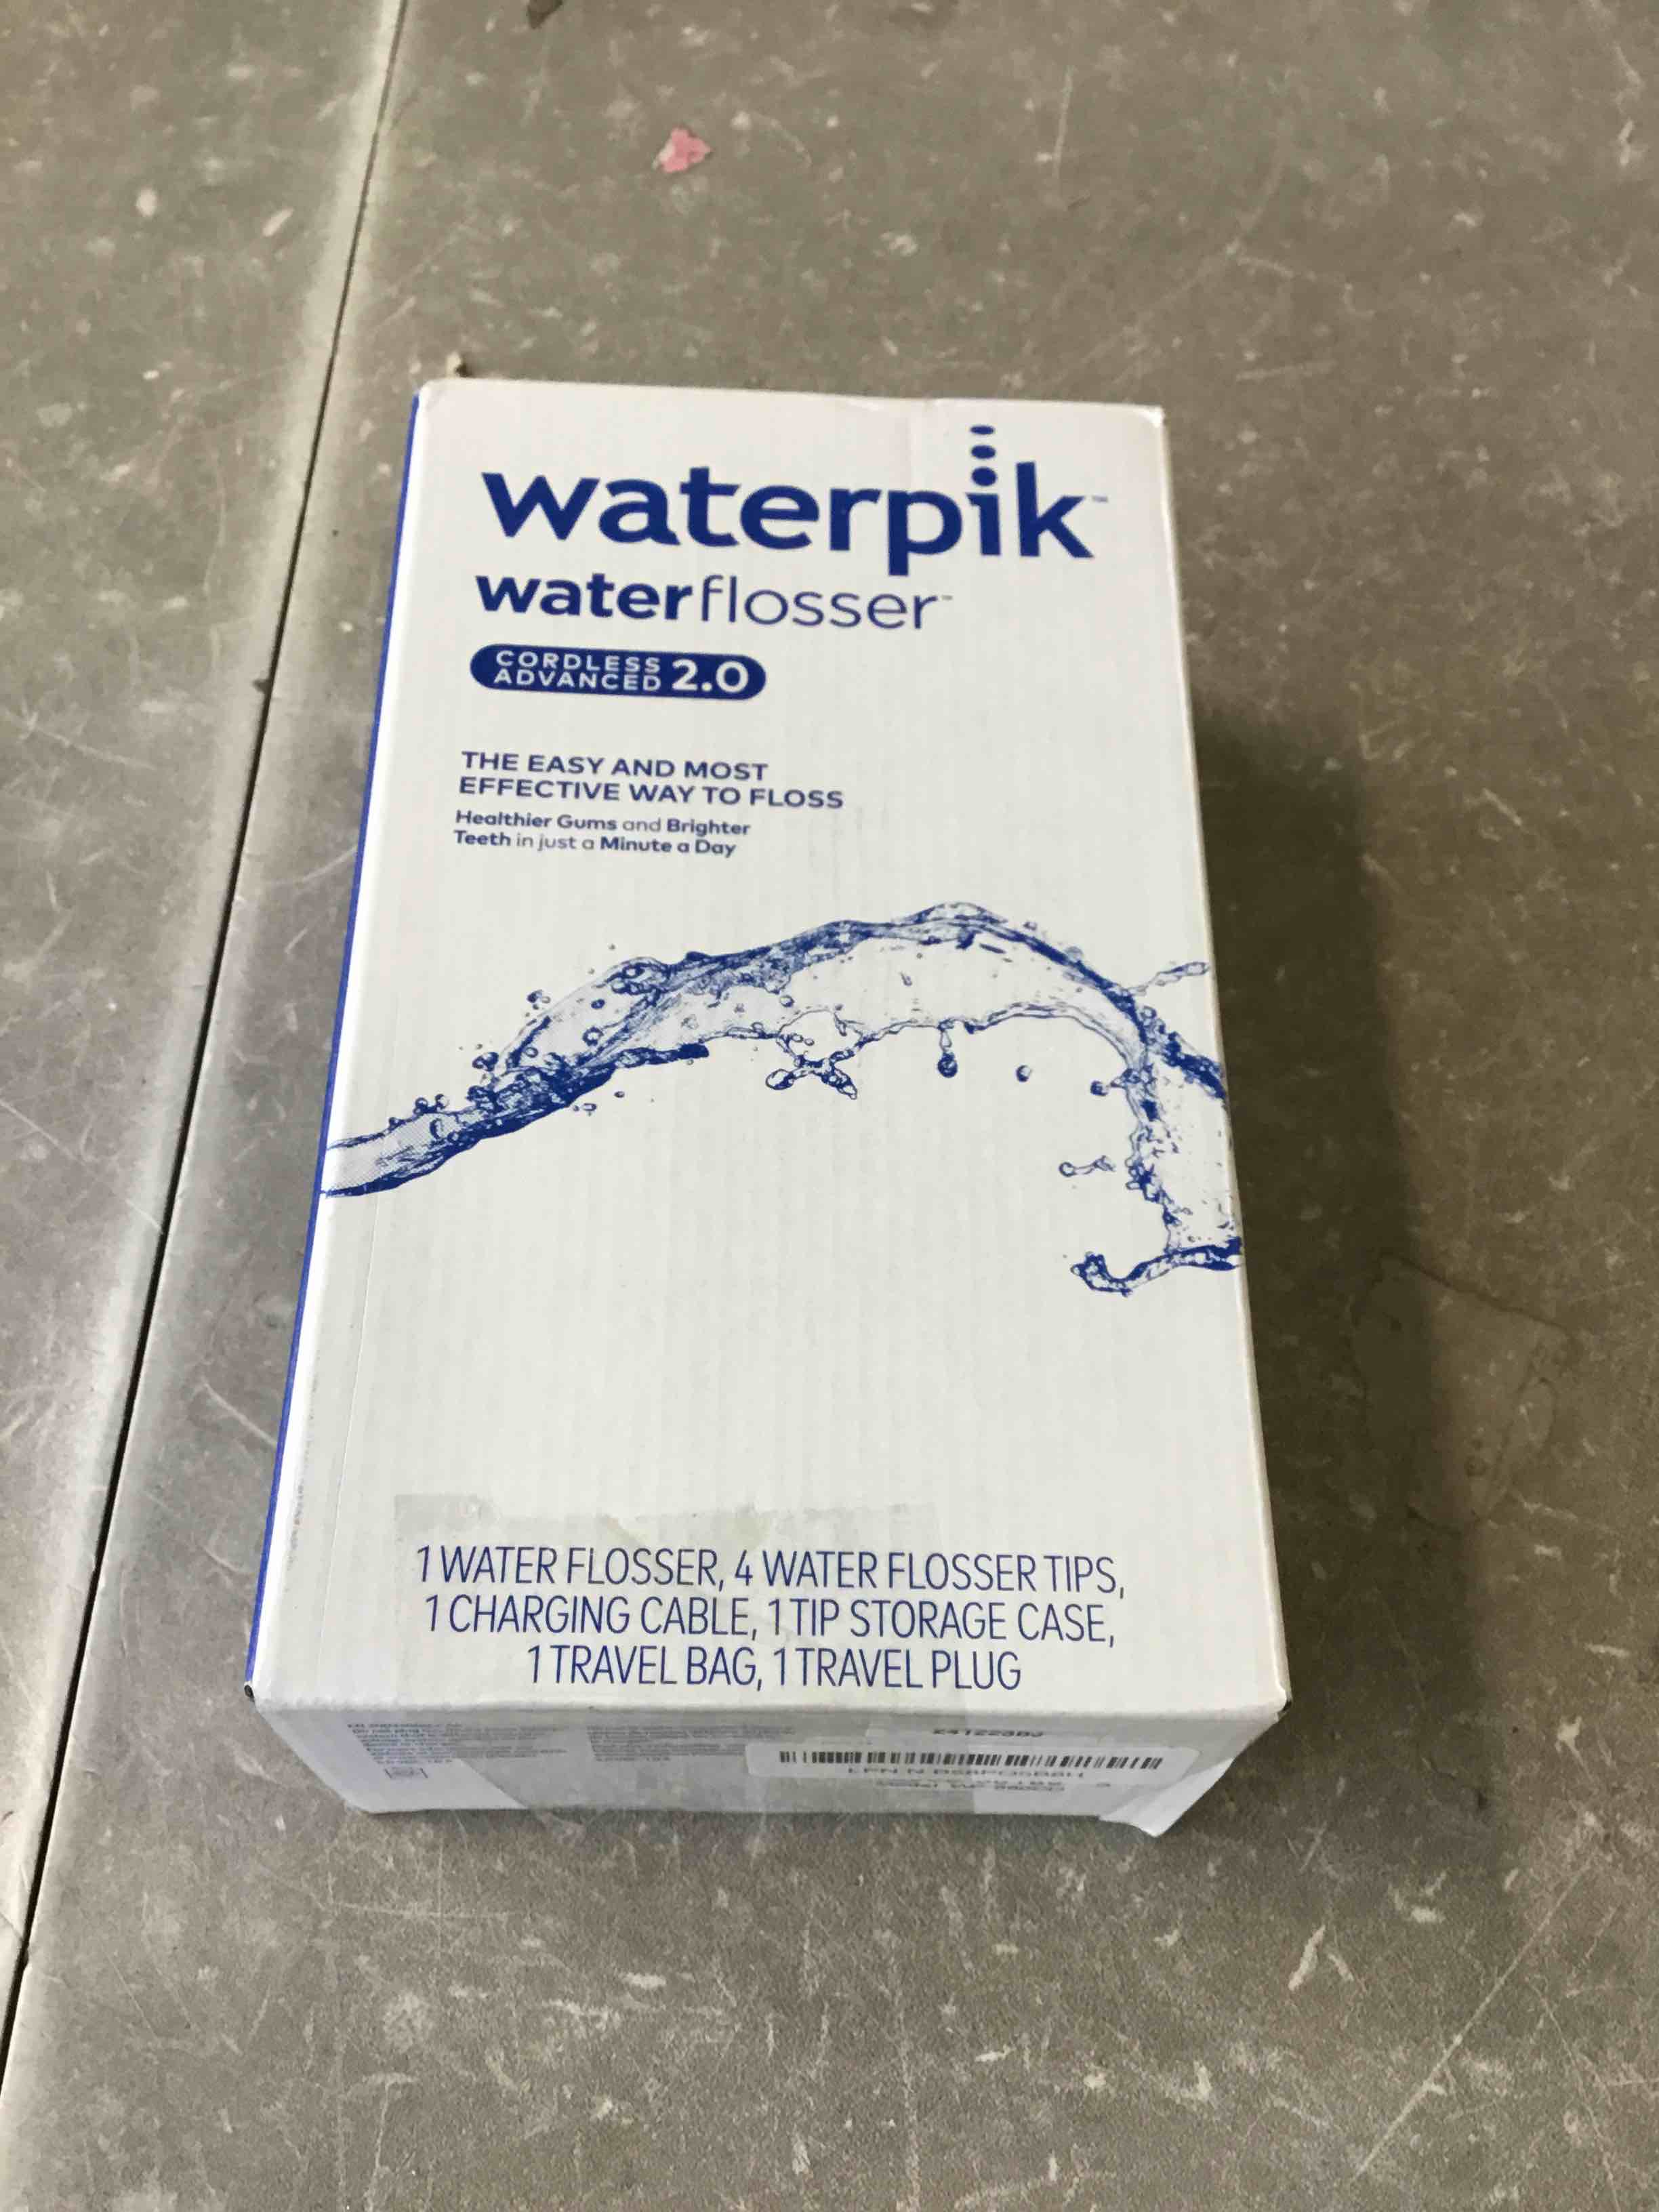 waterpik™
waterflosser™
CORDLESS
ADVANCED 2.0
THE EASY AND MOST
EFFECTIVE WAY TO FLOSS
Healthier Gums and Brighter
Teeth in just a Minute a Day
1 WATER FLOSSER, 4 WATER FLOSSER TIPS,
1 CHARGING CABLE, 1 TIP STORAGE CASE,
1 TRAVEL BAG, 1 TRAVEL PLUG